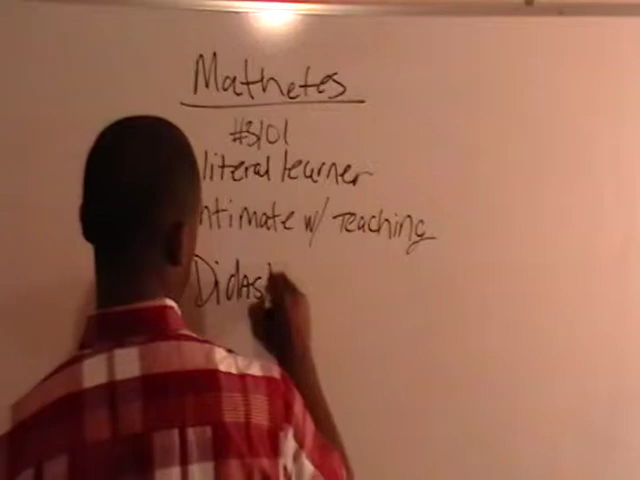 Mathetes
#3101
literal learner
ntimate w/ Teaching
Didas